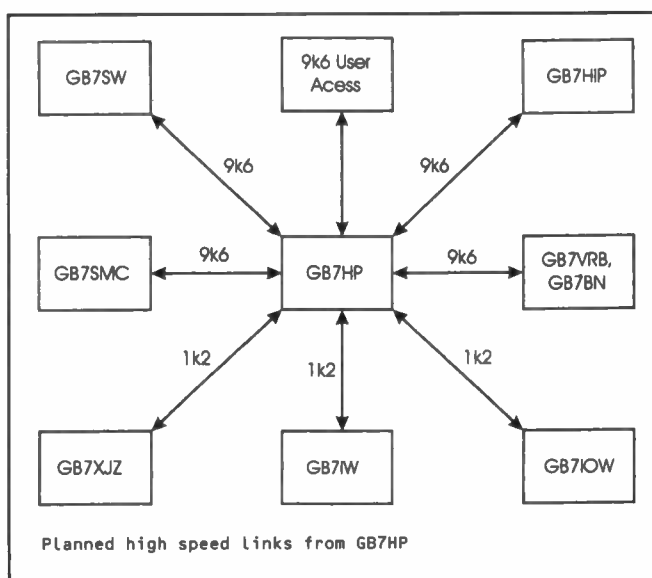 GB7SW
9k6 User
Acess
GB7HIP
9k6
9k6
GB7SMC
9k6
GB7HP
9k6
GB7VRB,
GB7BN
1k2
1k2
1k2
GB7XJZ
GB7IW
GB7IOW
Planned high speed links from GB7HP